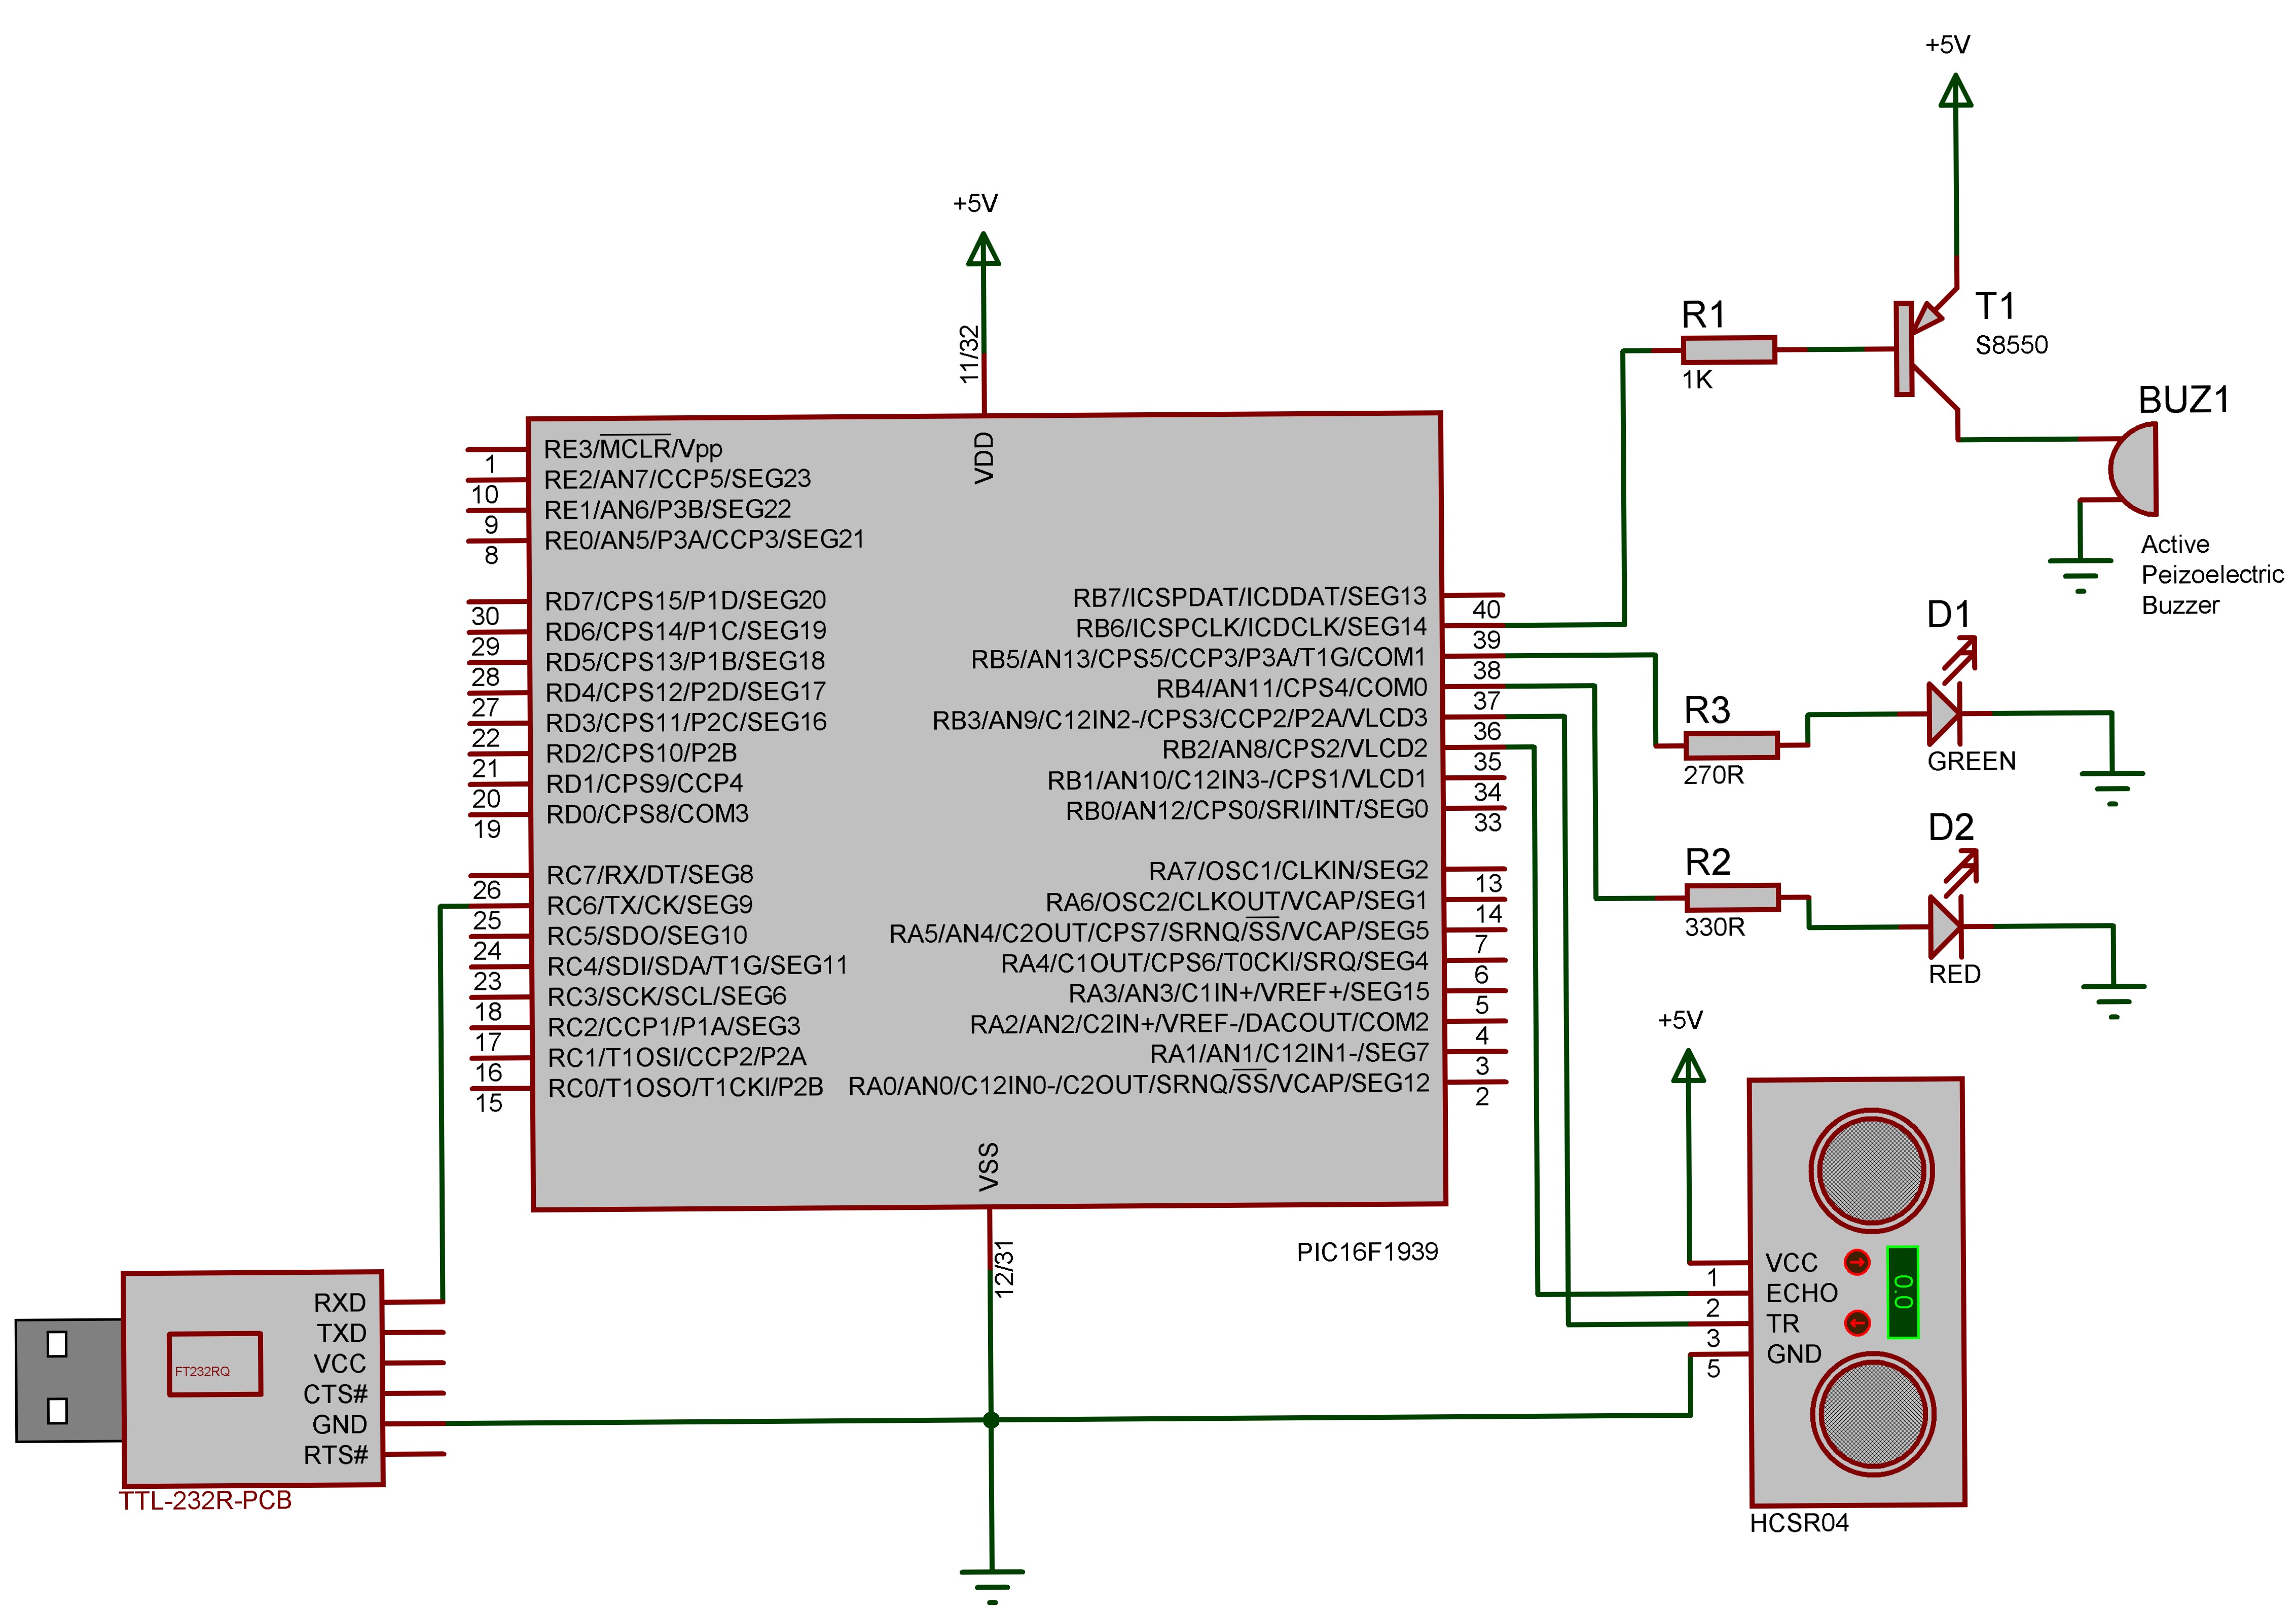 +5V
+5V
11/32
VDD
R1
1K
T1
S8550
BUZ1
Active
Peizoelectric
Buzzer
RE3/MCLR/Vpp
1
RE2/AN7/CCP5/SEG23
10
RE1/AN6/P3B/SEG22
9
RE0/AN5/P3A/CCP3/SEG21
8
RD7/CPS15/P1D/SEG20
30
RD6/CPS14/P1C/SEG19
29
RD5/CPS13/P1B/SEG18
28
RD4/CPS12/P2D/SEG17
27
RD3/CPS11/P2C/SEG16
22
RD2/CPS10/P2B
21
RD1/CPS9/CCP4
20
RD0/CPS8/COM3
19
RC7/RX/DT/SEG8
26
RC6/TX/CK/SEG9
25
RC5/SDO/SEG10
24
RC4/SDI/SDA/T1G/SEG11
23
RC3/SCK/SCL/SEG6
18
RC2/CCP1/P1A/SEG3
17
RC1/T1OSI/CCP2/P2A
16
RC0/T1OSO/T1CKI/P2B
15
RB7/ICSPDAT/ICDDAT/SEG13
40
RB6/ICSPCLK/ICDCLK/SEG14
39
RB5/AN13/CPS5/CCP3/P3A/T1G/COM1
38
RB4/AN11/CPS4/COM0
37
RB3/AN9/C12IN2-/CPS3/CCP2/P2A/VLCD3
36
RB2/AN8/CPS2/VLCD2
35
RB1/AN10/C12IN3-/CPS1/VLCD1
34
RB0/AN12/CPS0/SRI/INT/SEG0
33
RA7/OSC1/CLKIN/SEG2
13
RA6/OSC2/CLKOUT/VCAP/SEG1
14
RA5/AN4/C2OUT/CPS7/SRNQ/SS/VCAP/SEG5
7
RA4/C1OUT/CPS6/T0CKI/SRQ/SEG4
6
RA3/AN3/C1IN+/VREF+/SEG15
5
RA2/AN2/C2IN+/VREF-/DACOUT/COM2
4
RA1/AN1/C12IN1-/SEG7
3
RA0/AN0/C12IN0-/C2OUT/SRNQ/SS/VCAP/SEG12
2
VSS
12/31
PIC16F1939
D1
GREEN
R3
270R
D2
RED
R2
330R
+5V
VCC
1
ECHO
2
TR
3
GND
5
0.0
HCSR04
RXD
TXD
VCC
CTS#
GND
RTS#
FT232RQ
TTL-232R-PCB